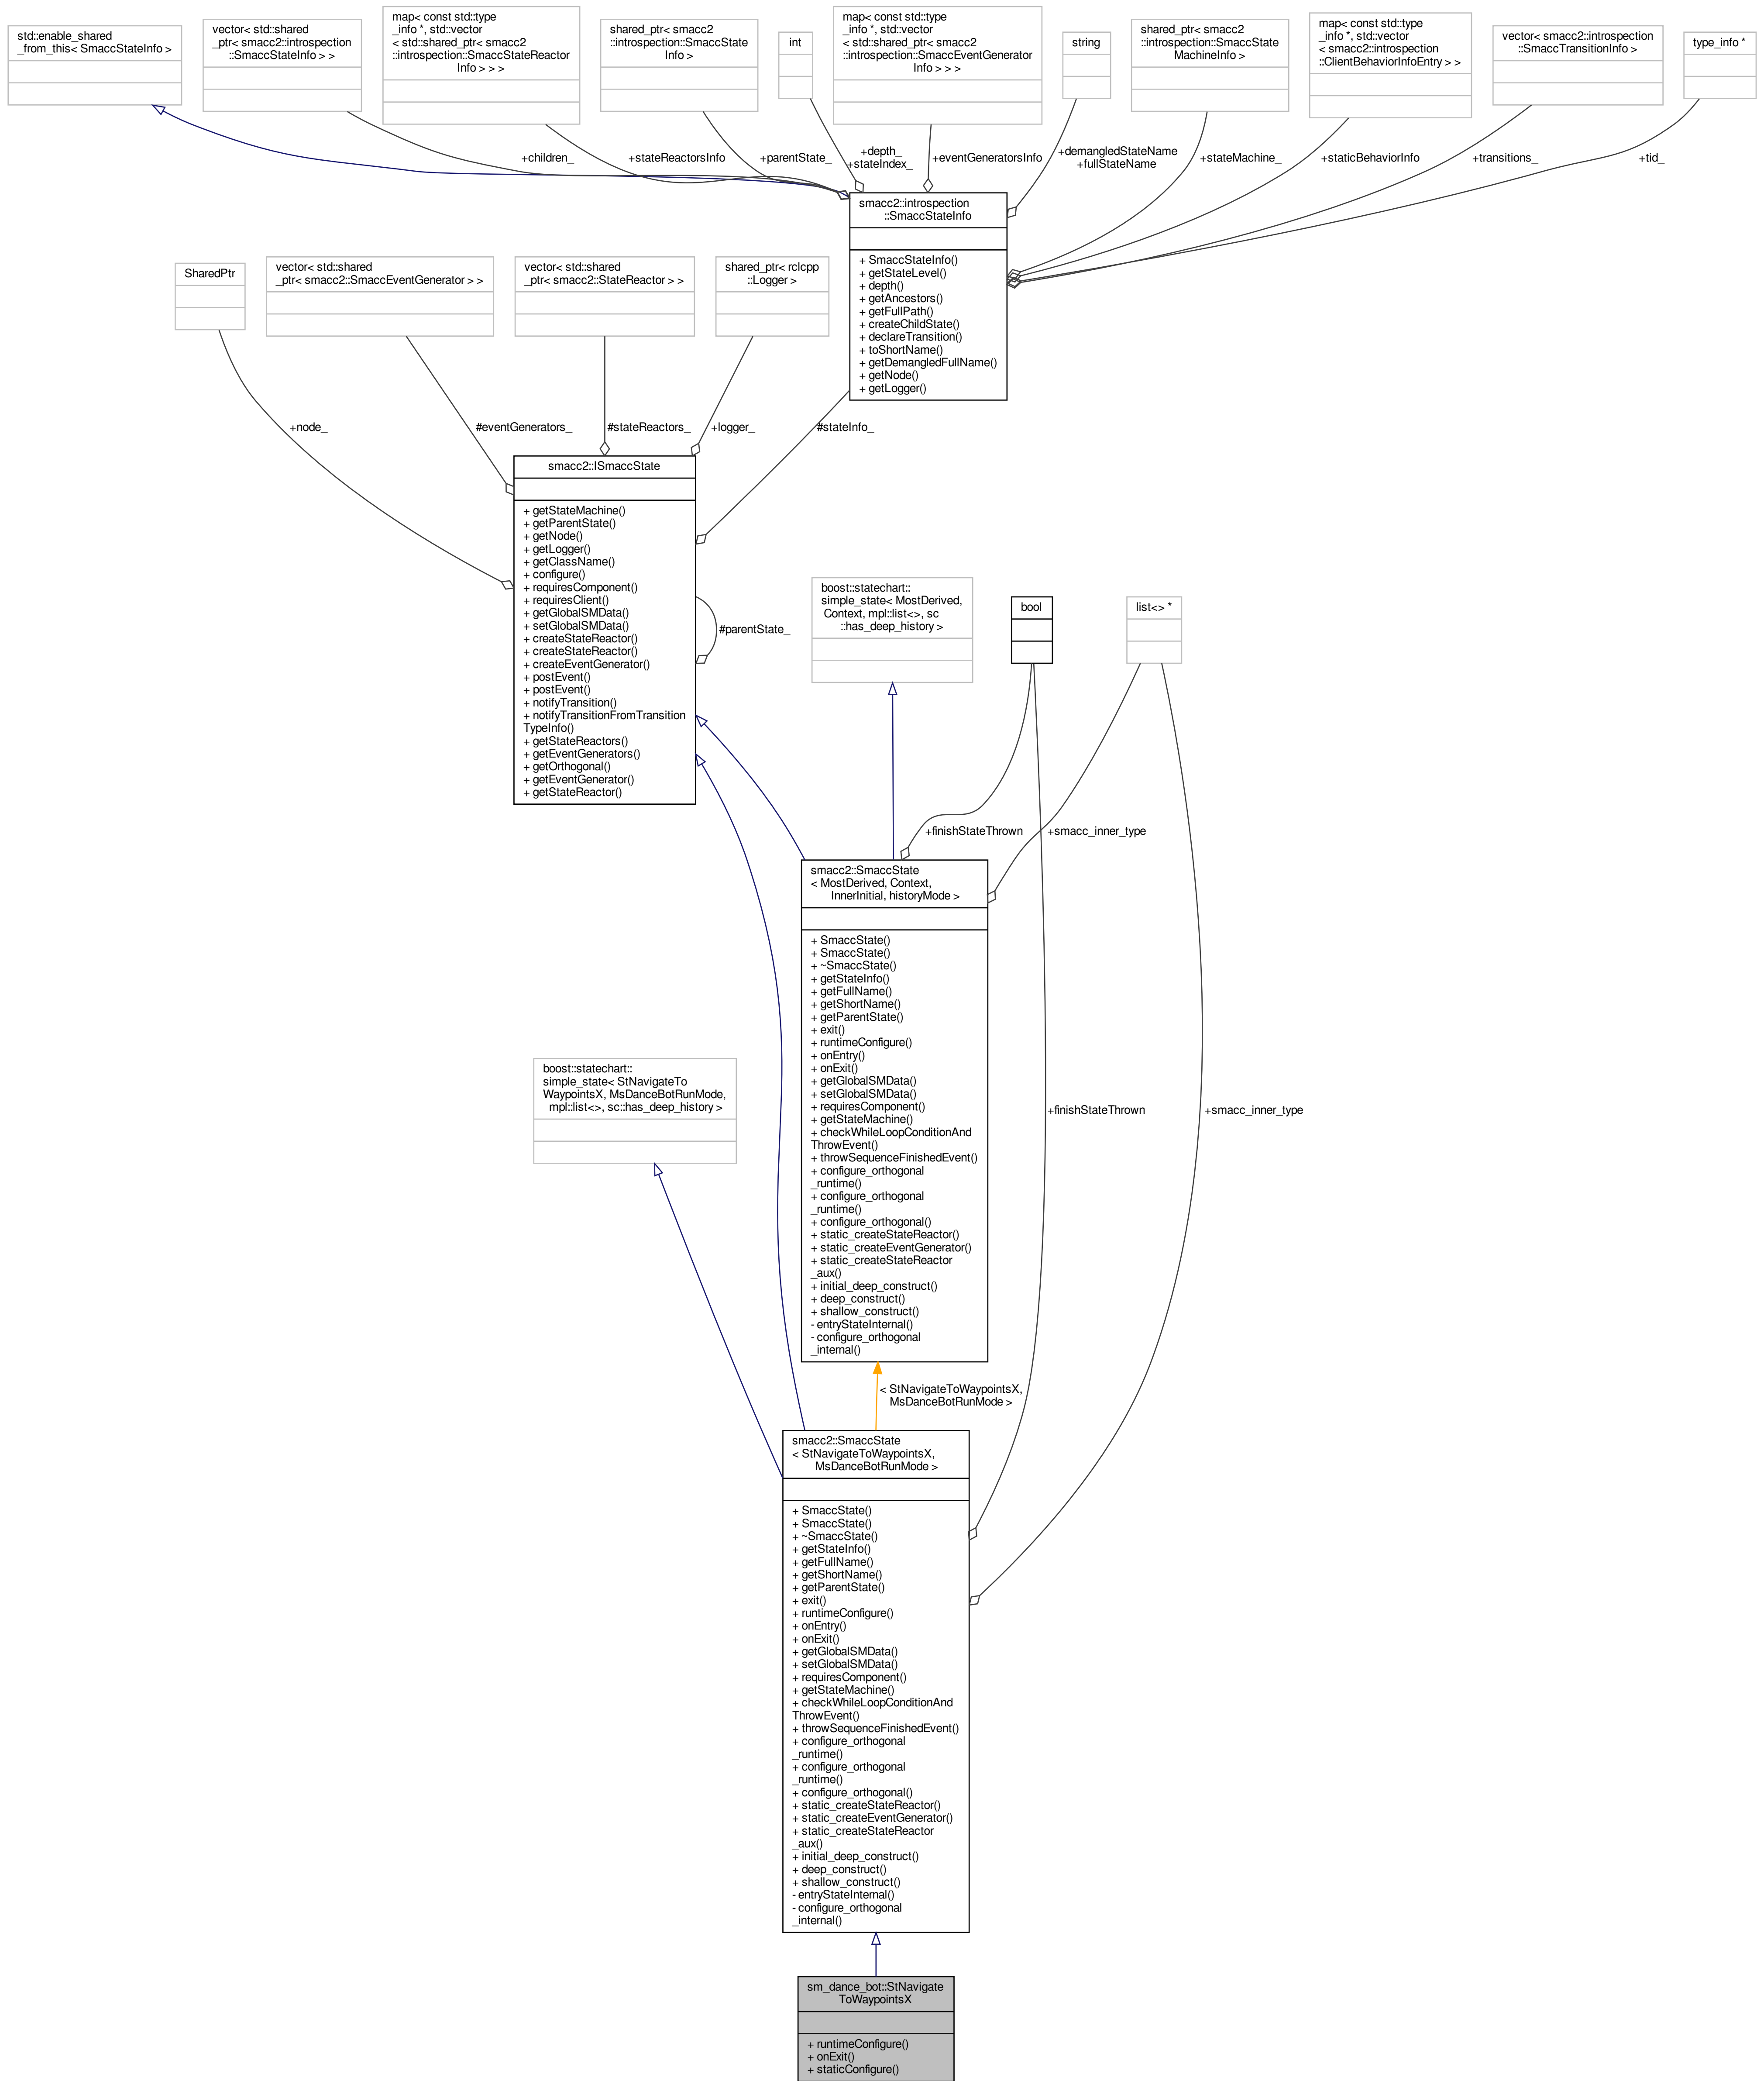 std::enable_shared
_from_this< SmaccStateInfo >
vector< std::shared
_ptr< smacc2::introspection
::SmaccStateInfo > >
map< const std::type
_info *, std::vector
< std::shared_ptr< smacc2
::introspection::SmaccStateReactor
Info > > >
shared_ptr< smacc2
::introspection::SmaccState
Info >
int
map< const std::type
_info *, std::vector
< std::shared_ptr< smacc2
::introspection::SmaccEventGenerator
Info > > >
string
shared_ptr< smacc2
::introspection::SmaccState
MachineInfo >
map< const std::type
_info *, std::vector
< smacc2::introspection
::ClientBehaviorInfoEntry > >
vector< smacc2::introspection
::SmaccTransitionInfo >
type_info *
+children_
+stateReactorsInfo
+parentState_
+depth_
+stateIndex_
+eventGeneratorsInfo
+demangledStateName
+fullStateName
+stateMachine_
+staticBehaviorInfo
+transitions_
+tid_
smacc2::introspection
::SmaccStateInfo
+ SmaccStateInfo()
+ getStateLevel()
+ depth()
+ getAncestors()
+ getFullPath()
+ createChildState()
+ declareTransition()
+ toShortName()
+ getDemangledFullName()
+ getNode()
+ getLogger()
SharedPtr
vector< std::shared
_ptr< smacc2::SmaccEventGenerator > >
vector< std::shared
_ptr< smacc2::StateReactor > >
shared_ptr< rclcpp
::Logger >
+node_
#eventGenerators_
#stateReactors_
+logger_
#stateInfo_
smacc2::ISmaccState
+ getStateMachine()
+ getParentState()
+ getNode()
+ getLogger()
+ getClassName()
+ configure()
+ requiresComponent()
+ requiresClient()
+ getGlobalSMData()
+ setGlobalSMData()
+ createStateReactor()
+ createStateReactor()
+ createEventGenerator()
+ postEvent()
+ postEvent()
+ notifyTransition()
+ notifyTransitionFromTransition
TypeInfo()
+ getStateReactors()
+ getEventGenerators()
+ getOrthogonal()
+ getEventGenerator()
+ getStateReactor()
#parentState_
boost::statechart::
simple_state< MostDerived,
Context, mpl::list<>, sc
::has_deep_history >
bool
list<> *
+finishStateThrown
+smacc_inner_type
smacc2::SmaccState
< MostDerived, Context,
InnerInitial, historyMode >
+ SmaccState()
+ SmaccState()
+ ~SmaccState()
+ getStateInfo()
+ getFullName()
+ getShortName()
+ getParentState()
+ exit()
+ runtimeConfigure()
+ onEntry()
+ onExit()
+ getGlobalSMData()
+ setGlobalSMData()
+ requiresComponent()
+ getStateMachine()
+ checkWhileLoopConditionAnd
ThrowEvent()
+ throwSequenceFinishedEvent()
+ configure_orthogonal
_runtime()
+ configure_orthogonal
_runtime()
+ configure_orthogonal()
+ static_createStateReactor()
+ static_createEventGenerator()
+ static_createStateReactor
_aux()
+ initial_deep_construct()
+ deep_construct()
+ shallow_construct()
- entryStateInternal()
- configure_orthogonal
_internal()
boost::statechart::
simple_state< StNavigateTo
WaypointsX, MsDanceBotRunMode,
mpl::list<>, sc::has_deep_history >
+finishStateThrown
+smacc_inner_type
< StNavigateToWaypointsX,
MsDanceBotRunMode >
smacc2::SmaccState
< StNavigateToWaypointsX,
MsDanceBotRunMode >
+ SmaccState()
+ SmaccState()
+ ~SmaccState()
+ getStateInfo()
+ getFullName()
+ getShortName()
+ getParentState()
+ exit()
+ runtimeConfigure()
+ onEntry()
+ onExit()
+ getGlobalSMData()
+ setGlobalSMData()
+ requiresComponent()
+ getStateMachine()
+ checkWhileLoopConditionAnd
ThrowEvent()
+ throwSequenceFinishedEvent()
+ configure_orthogonal
_runtime()
+ configure_orthogonal
_runtime()
+ configure_orthogonal()
+ static_createStateReactor()
+ static_createEventGenerator()
+ static_createStateReactor
_aux()
+ initial_deep_construct()
+ deep_construct()
+ shallow_construct()
- entryStateInternal()
- configure_orthogonal
_internal()
sm_dance_bot::StNavigate
ToWaypointsX
+ runtimeConfigure()
+ onExit()
+ staticConfigure()